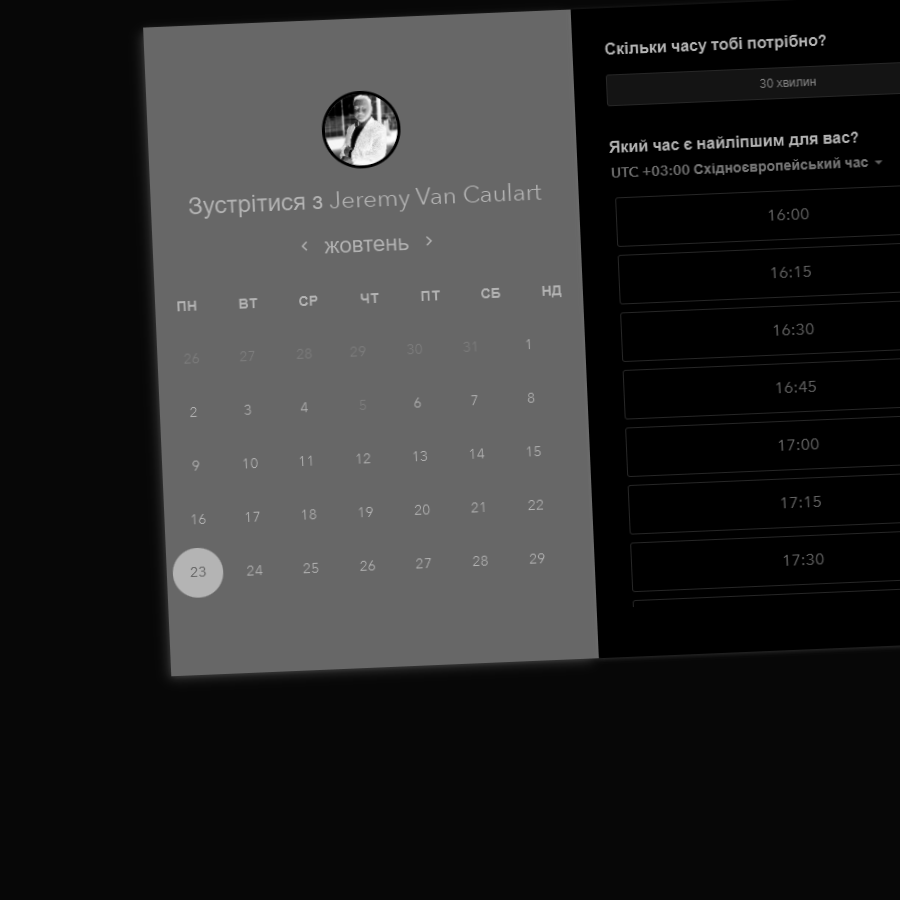 Зустрітися з Jeremy Van Caulart
жовтень
ПН ВТ СР ЧТ ПТ СБ НД
26 27 28 29 30 31 1
2 3 4 5 6 7 8
9 10 11 12 13 14 15
16 17 18 19 20 21 22
23 24 25 26 27 28 29
Скільки часу тобі потрібно?
30 хвилин
Який час є найліпшим для вас?
UTC +03:00 Східноєвропейський час
16:00
16:15
16:30
16:45
17:00
17:15
17:30